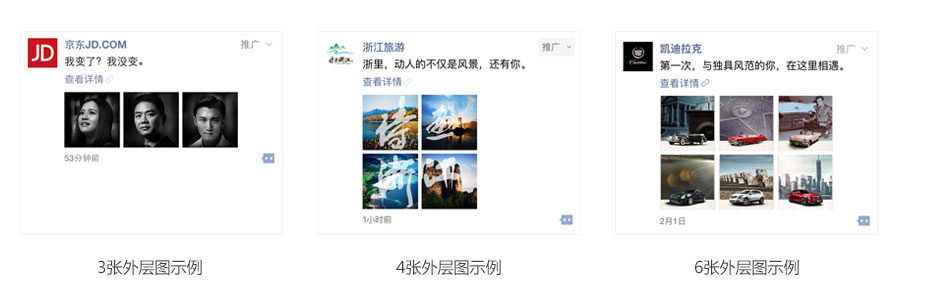 JD
京东JD.COM
推广
我变了?我没变。
查看详情
53分钟前
3张外层图示例
浙江旅游
推广
浙里,动人的不仅是风景,还有你。
查看详情
诗画
浙江
1小时前
4张外层图示例
Cadillac
凯迪拉克
推广
第一次,与独具风范的你,在这里相遇。
查看详情
2月1日
6张外层图示例